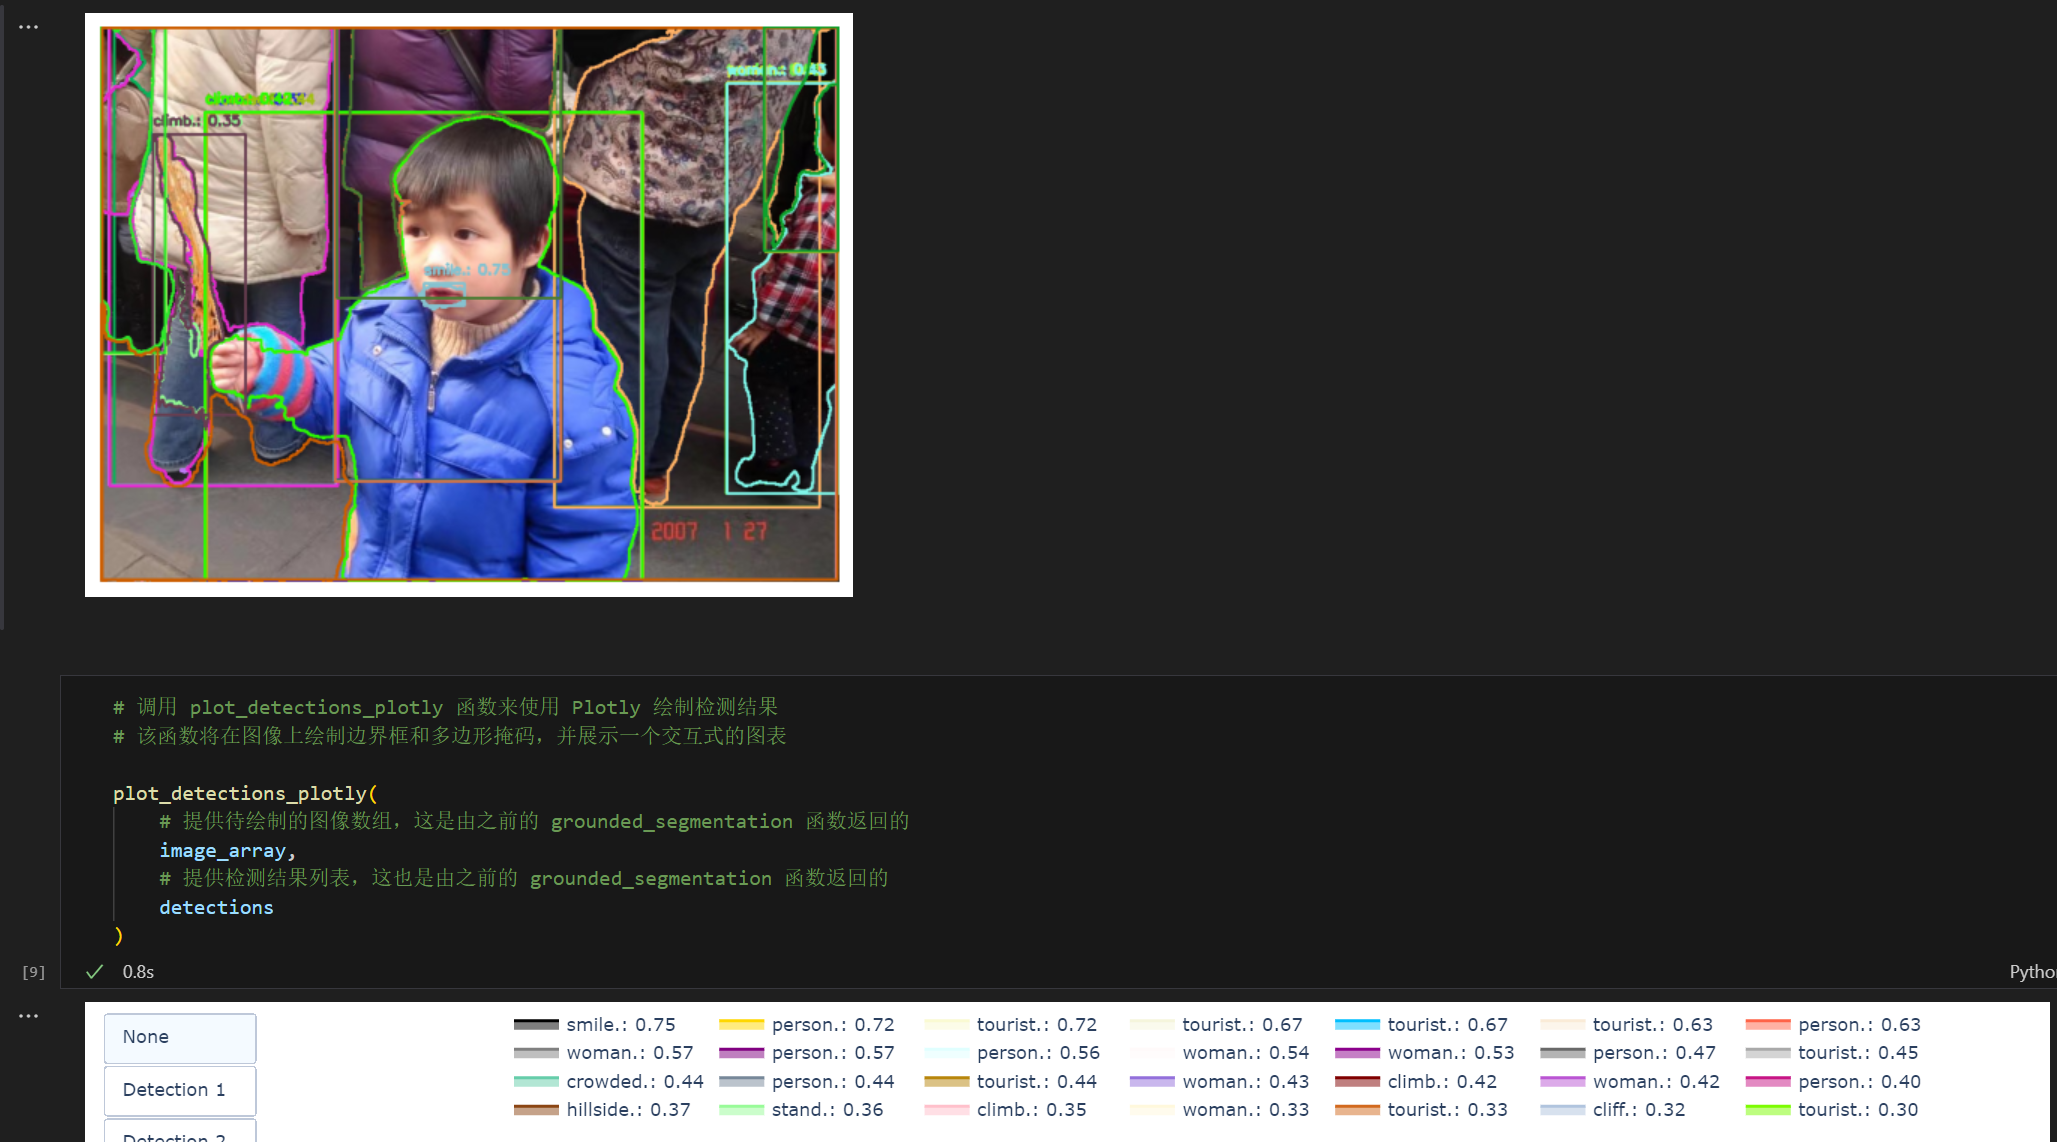 ...
woman.: 0.45
climb.: 0.35
smile.: 0.75
2007 1 27
# 调用 plot_detections_plotly 函数来使用 Plotly 绘制检测结果
# 该函数将在图像上绘制边界框和多边形掩码，并展示一个交互式的图表
plot_detections_plotly(
# 提供待绘制的图像数组，这是由之前的 grounded_segmentation 函数返回的
image_array,
# 提供检测结果列表，这也是由之前的 grounded_segmentation 函数返回的
detections
)
[9] 0.8s
...
None
Detection 1
Detection 2
smile.: 0.75 person.: 0.72 tourist.: 0.72 tourist.: 0.67 tourist.: 0.67 tourist.: 0.63 person.: 0.63
woman.: 0.57 person.: 0.57 person.: 0.56 woman.: 0.54 woman.: 0.53 person.: 0.47 tourist.: 0.45
crowded.: 0.44 person.: 0.44 tourist.: 0.44 woman.: 0.43 climb.: 0.42 woman.: 0.42 person.: 0.40
hillside.: 0.37 stand.: 0.36 climb.: 0.35 woman.: 0.33 tourist.: 0.33 cliff.: 0.32 tourist.: 0.30